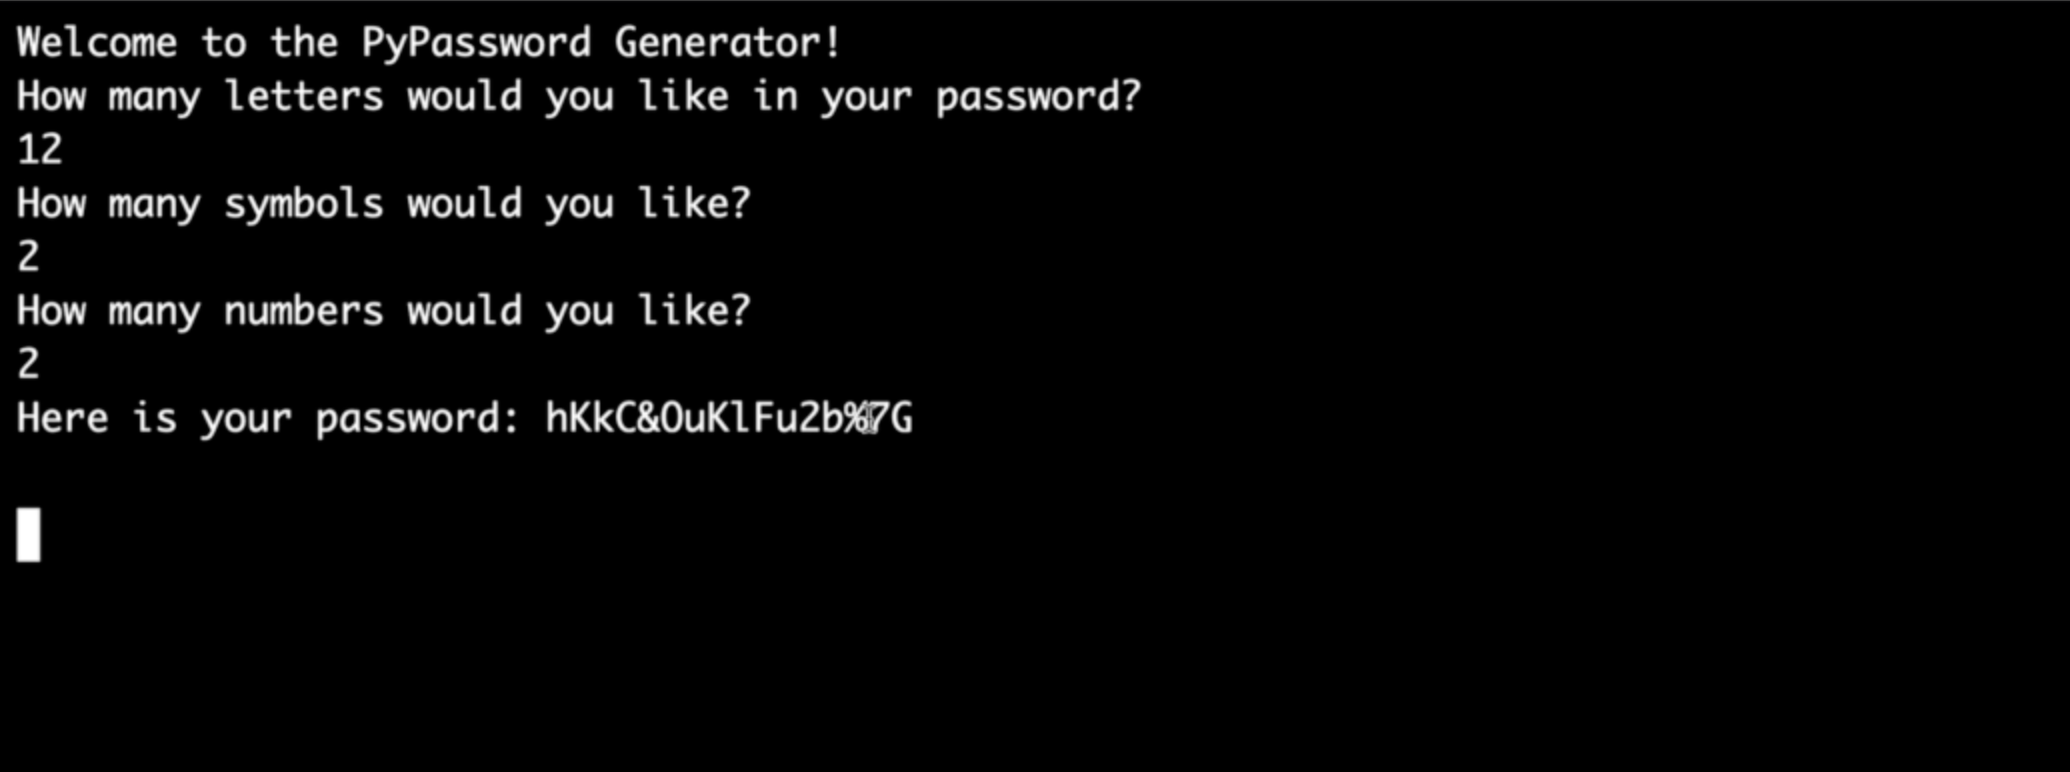 Welcome to the PyPassword Generator!
How many letters would you like in your password?
12
How many symbols would you like?
2
How many numbers would you like?
2
Here is your password: hKkC&OuKlFu2b%7G